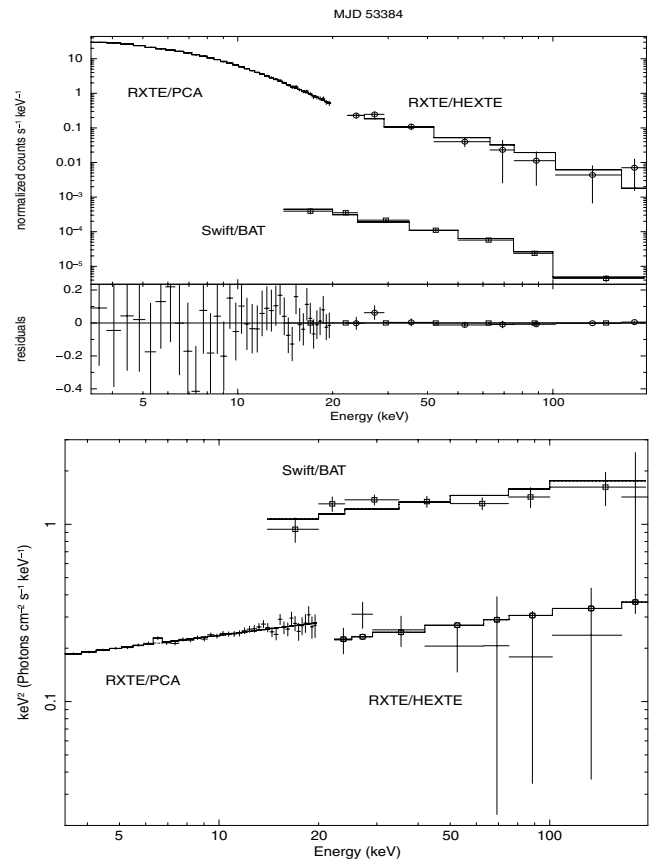 MJD 53384
normalized counts s⁻¹ keV⁻¹
10
1
0.1
0.01
10⁻³
10⁻⁴
10⁻⁵
RXTE/PCA
RXTE/HEXTE
Swift/BAT
residuals
0.2
0
−0.2
−0.4
5 10 20 50 100
Energy (keV)
keV² (Photons cm⁻² s⁻¹ keV⁻¹)
1
0.1
Swift/BAT
RXTE/PCA
RXTE/HEXTE
5 10 20 50 100
Energy (keV)